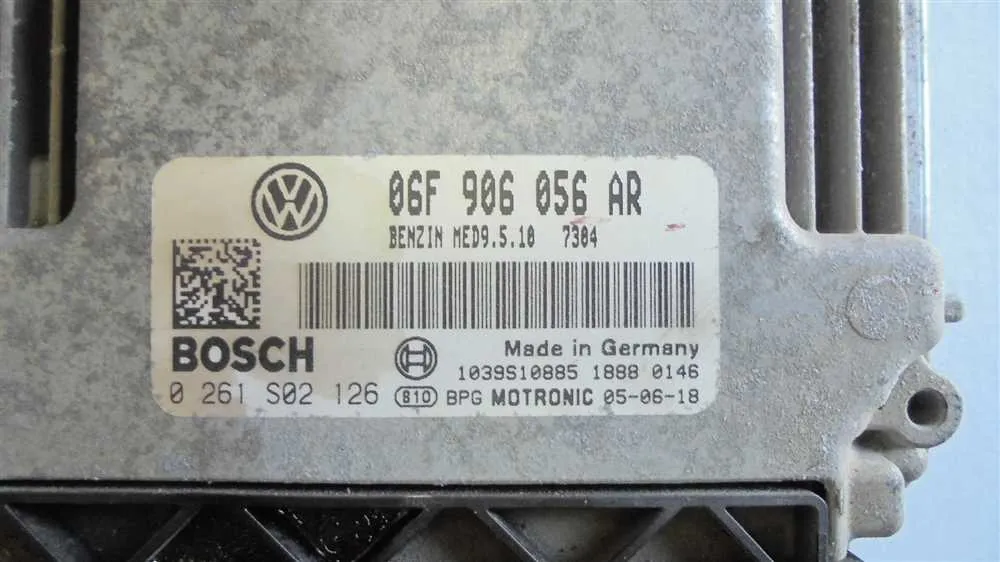 06F 906 056 AR
BENZIN MED9.5.10 7304
BOSCH
Made in Germany
1039S10885 1888 0146
0 261 S02 126 810 BPG MOTRONIC 05-06-18